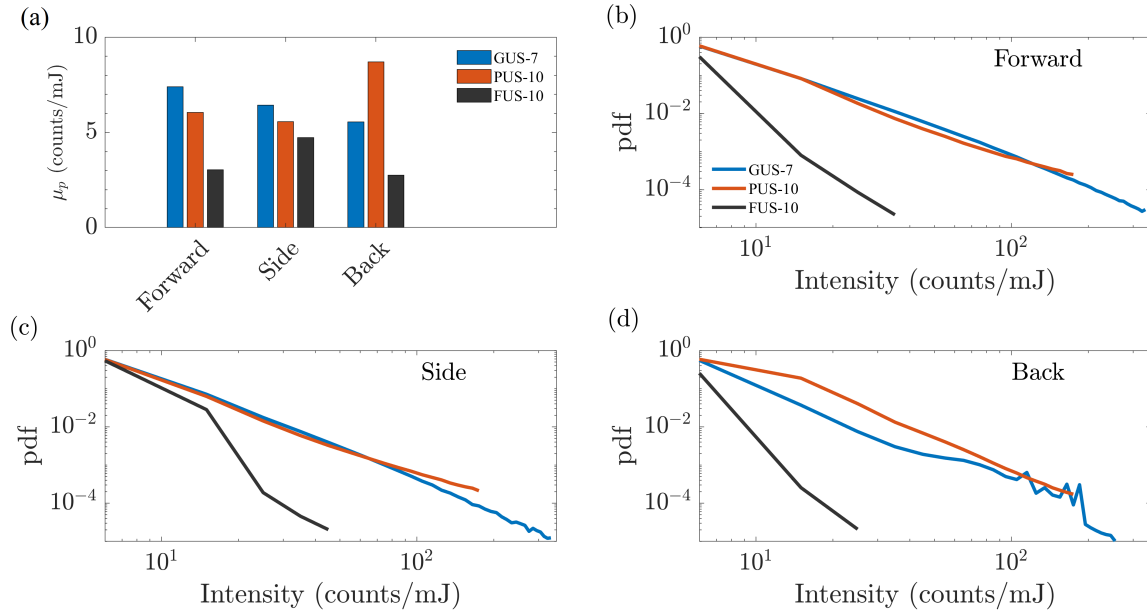 (a)
μp (counts/mJ)
10
5
0
GUS-7
PUS-10
FUS-10
Forward
Side
Back
(b)
pdf
10^0
10^-2
10^-4
Forward
GUS-7
PUS-10
FUS-10
10^1
10^2
Intensity (counts/mJ)
(c)
pdf
10^0
10^-2
10^-4
Side
10^1
10^2
Intensity (counts/mJ)
(d)
pdf
10^0
10^-2
10^-4
Back
10^1
10^2
Intensity (counts/mJ)